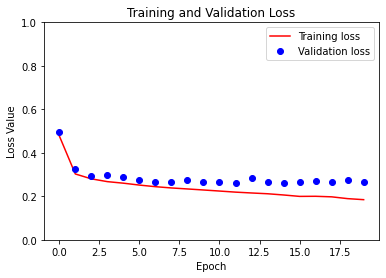 Training and Validation Loss
1.0
0.8
0.6
0.4
0.2
0.0
Loss Value
Training loss
Validation loss
0.0 2.5 5.0 7.5 10.0 12.5 15.0 17.5
Epoch